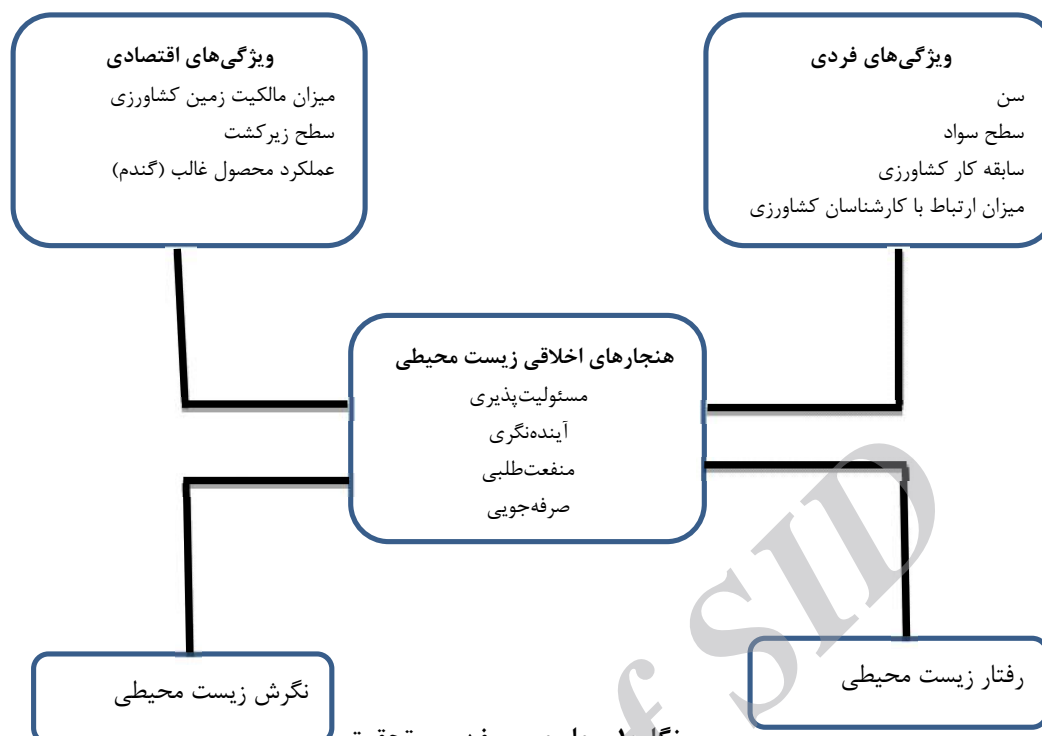 ویژگی‌های فردی
سن
سطح سواد
سابقه کار کشاورزی
میزان ارتباط با کارشناسان کشاورزی
ویژگی‌های اقتصادی
میزان مالکیت زمین کشاورزی
سطح زیرکشت
عملکرد محصول غالب (گندم)
هنجارهای اخلاقی زیست محیطی
مسئولیت‌پذیری
آینده‌نگری
منفعت‌طلبی
صرفه‌جویی
رفتار زیست محیطی
نگرش زیست محیطی
of SID